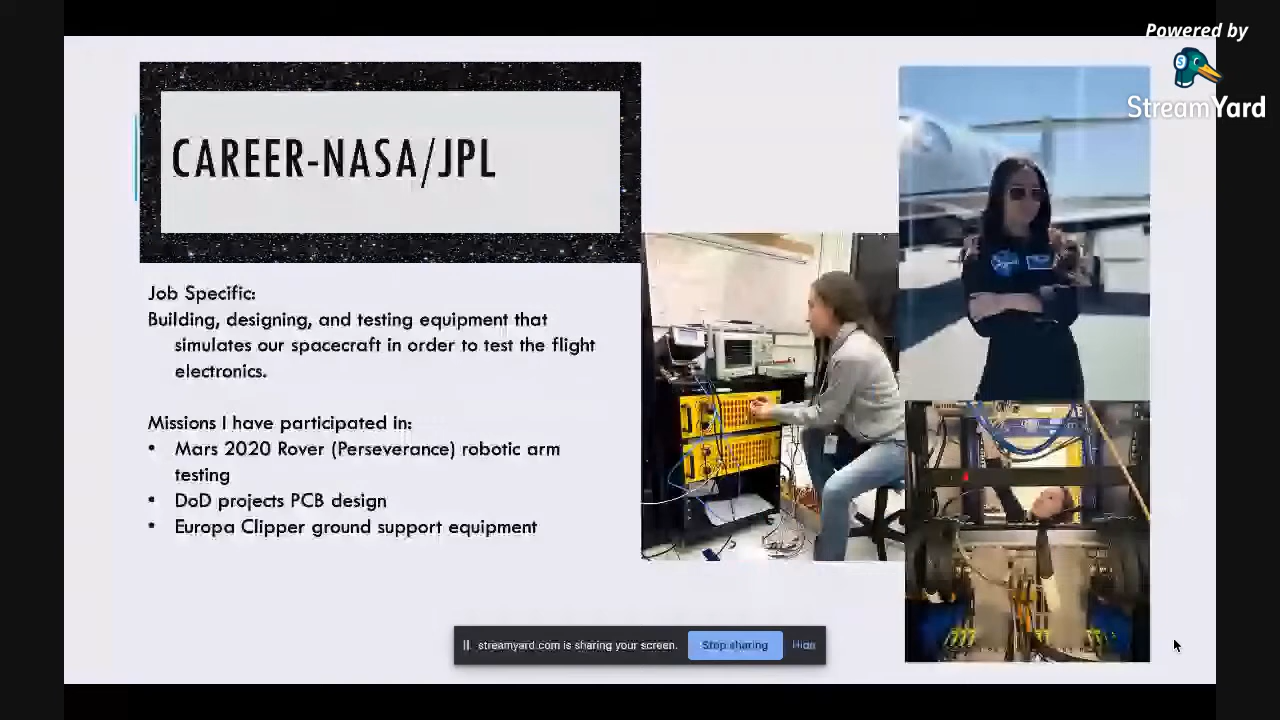 Powered by
StreamYard
CAREER-NASA/JPL
Job Specific:
Building, designing, and testing equipment that
simulates our spacecraft in order to test the flight
electronics.
Missions I have participated in:
• Mars 2020 Rover (Perseverance) robotic arm
testing
• DoD projects PCB design
• Europa Clipper ground support equipment
streamyard.com is sharing your screen.
Stop sharing
Hide